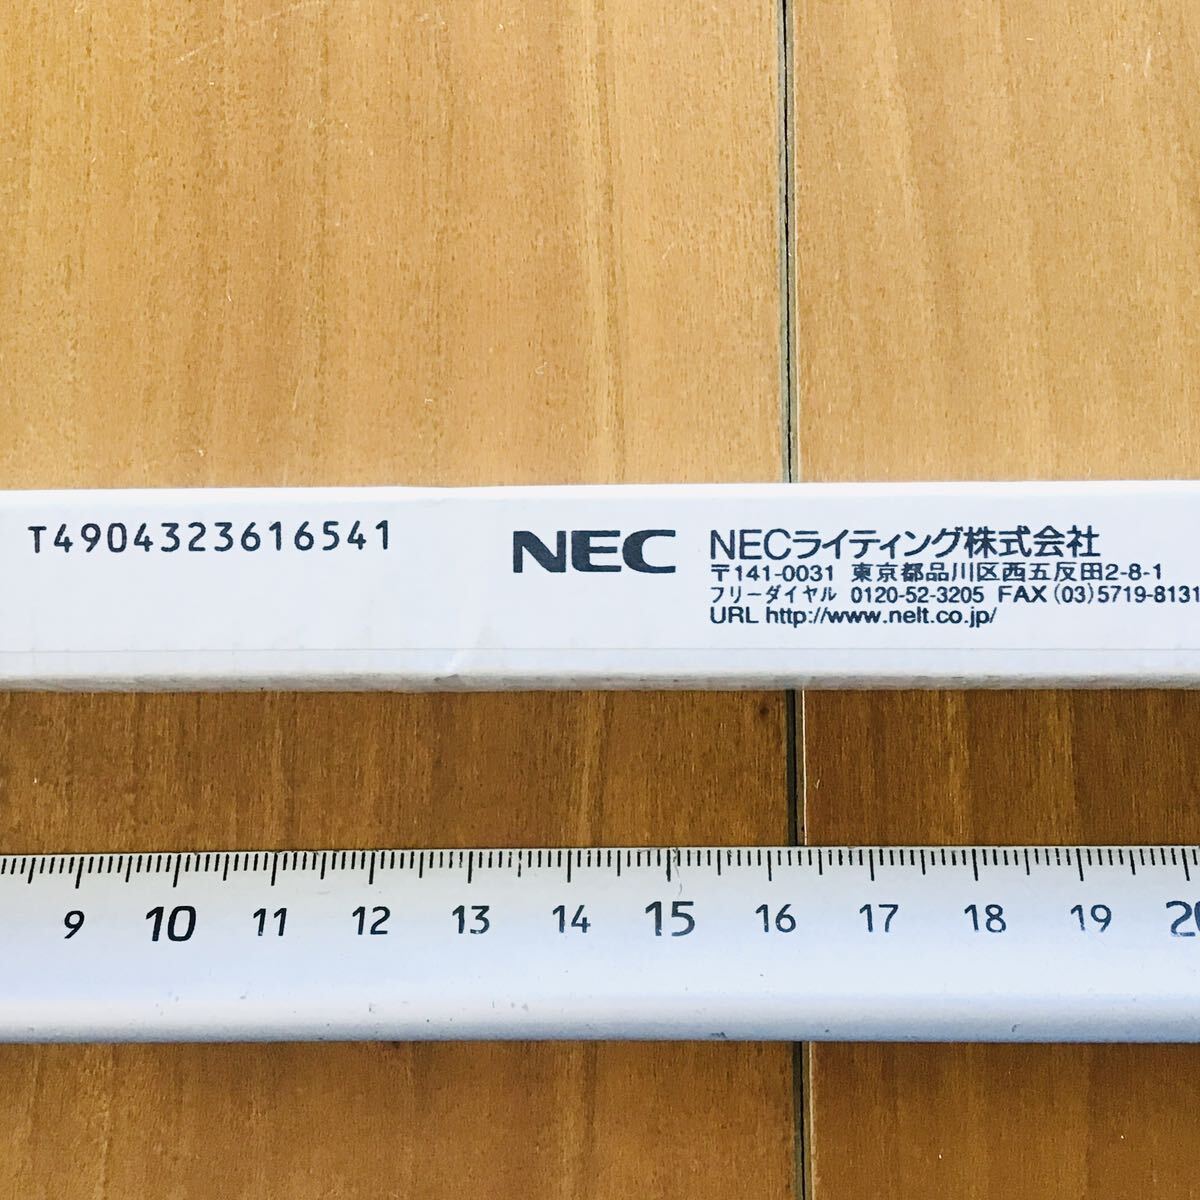 T4904323616541
NEC
NECライティング株式会社
〒141-0031 東京都品川区西五反田2-8-1
フリーダイヤル 0120-52-3205 FAX (03)5719-8131
URL http://www.nelt.co.jp/
9 10 11 12 13 14 15 16 17 18 19 20